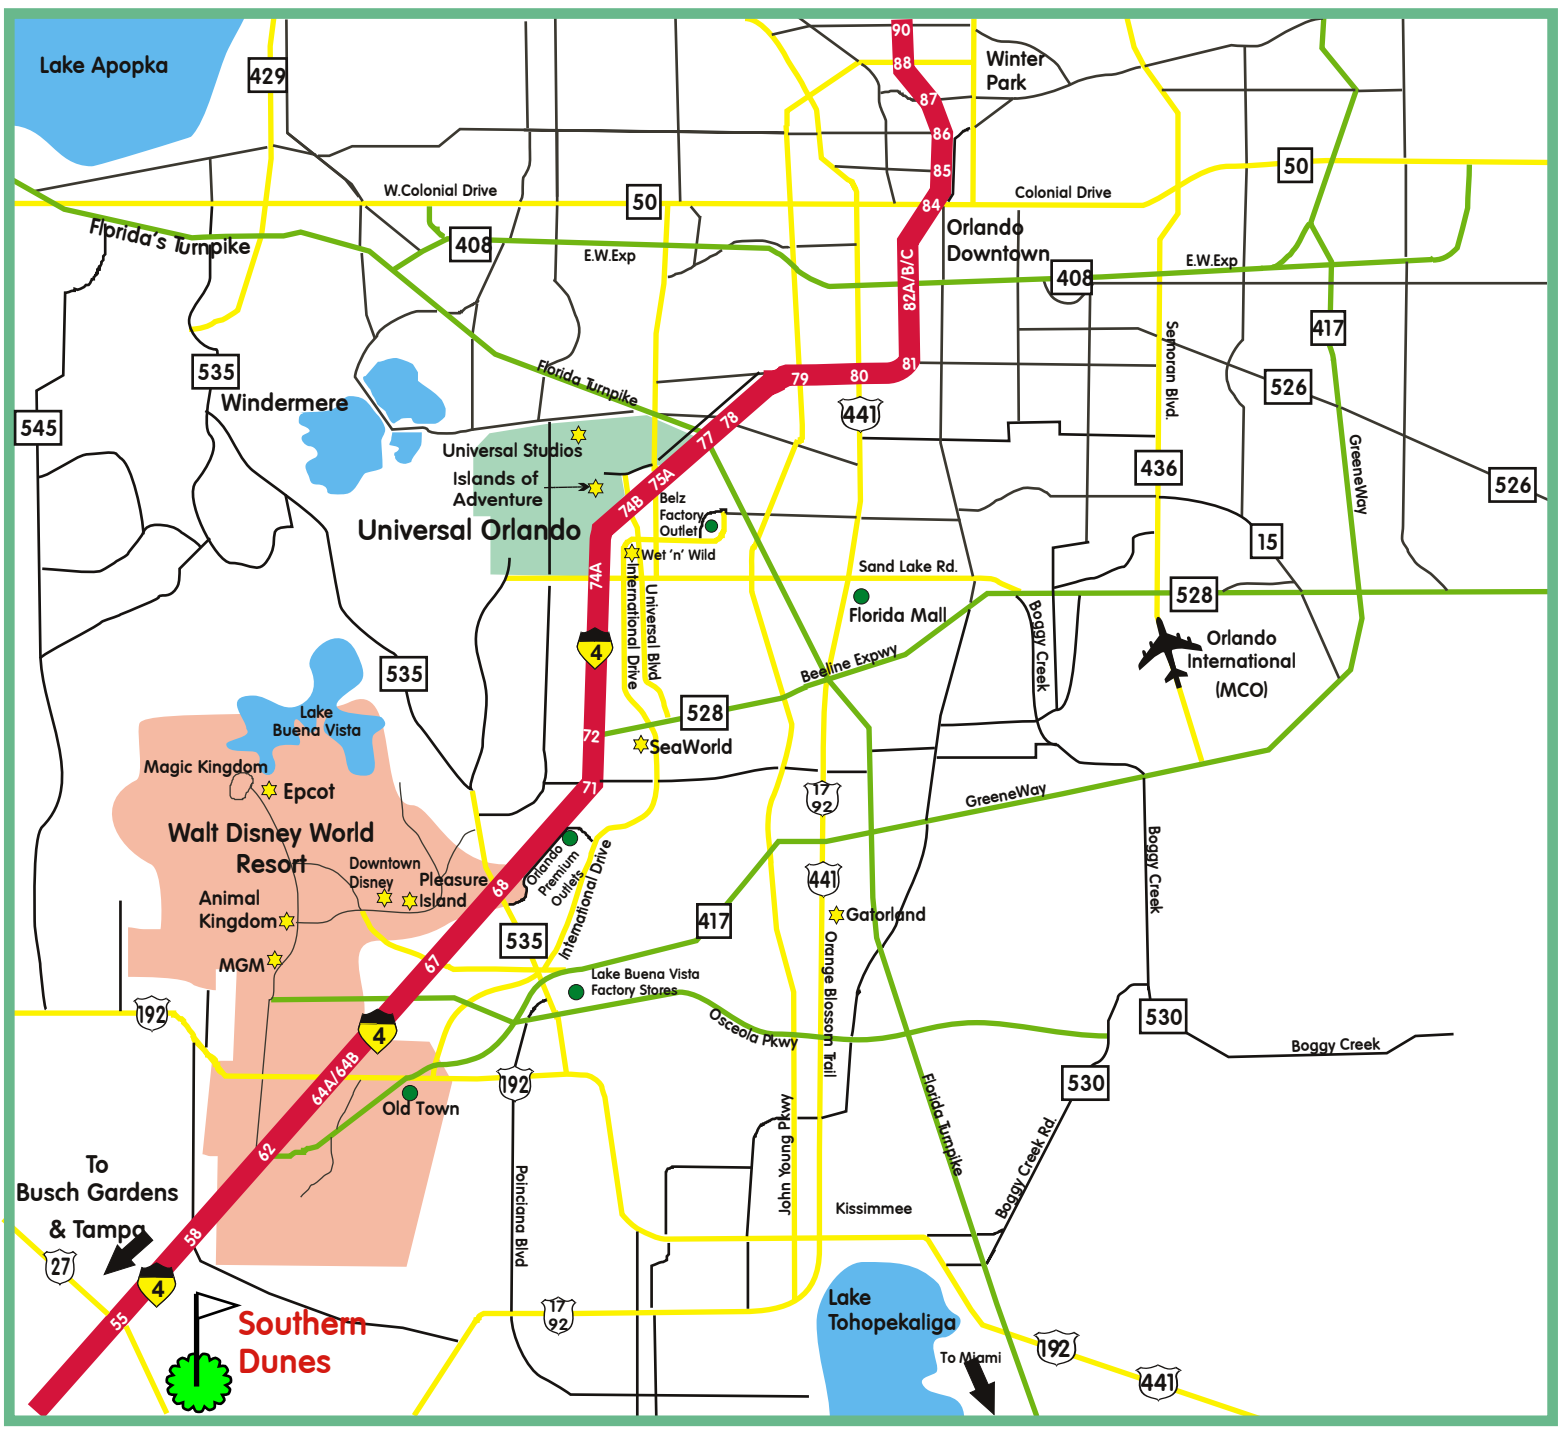 90
Lake Apopka
88
Winter
Park
429
87
86
50
85
W.Colonial Drive
50
Colonial Drive
84
Florida's Turnpike
408
E.W.Exp
Orlando
Downtown
408
E.W.Exp
82A/B/C
417
Semoran Blvd.
535
Florida Turnpike
81
79
80
526
Windermere
441
545
78
77
Universal Studios
Islands of
Adventure
75A
74B
436
GreeneWay
526
Belz
Factory
Outlet
Universal Orlando
15
Wet 'n' Wild
Sand Lake Rd.
74A
International Drive
Universal Blvd
Florida Mall
528
Boggy Creek
4
Orlando
International
(MCO)
535
Beeline Expwy
528
Lake
Buena Vista
72
SeaWorld
Magic Kingdom
Epcot
71
17
92
GreeneWay
Walt Disney World
Resort
Downtown
Disney
Pleasure
Island
68
Orlando
Premium
Outlets
International Drive
441
Boggy Creek
Animal
Kingdom
417
Gatorland
535
MGM
67
Orange Blossom Trail
Lake Buena Vista
Factory Stores
192
4
Osceola Pkwy
530
Boggy Creek
64A/64B
192
530
Old Town
Florida Turnpike
John Young Pkwy
62
To
Busch Gardens
& Tampa
Poinciana Blvd
Boggy Creek Rd.
Kissimmee
58
27
4
55
Southern
Dunes
17
92
Lake
Tohopekaliga
To Miami
192
441